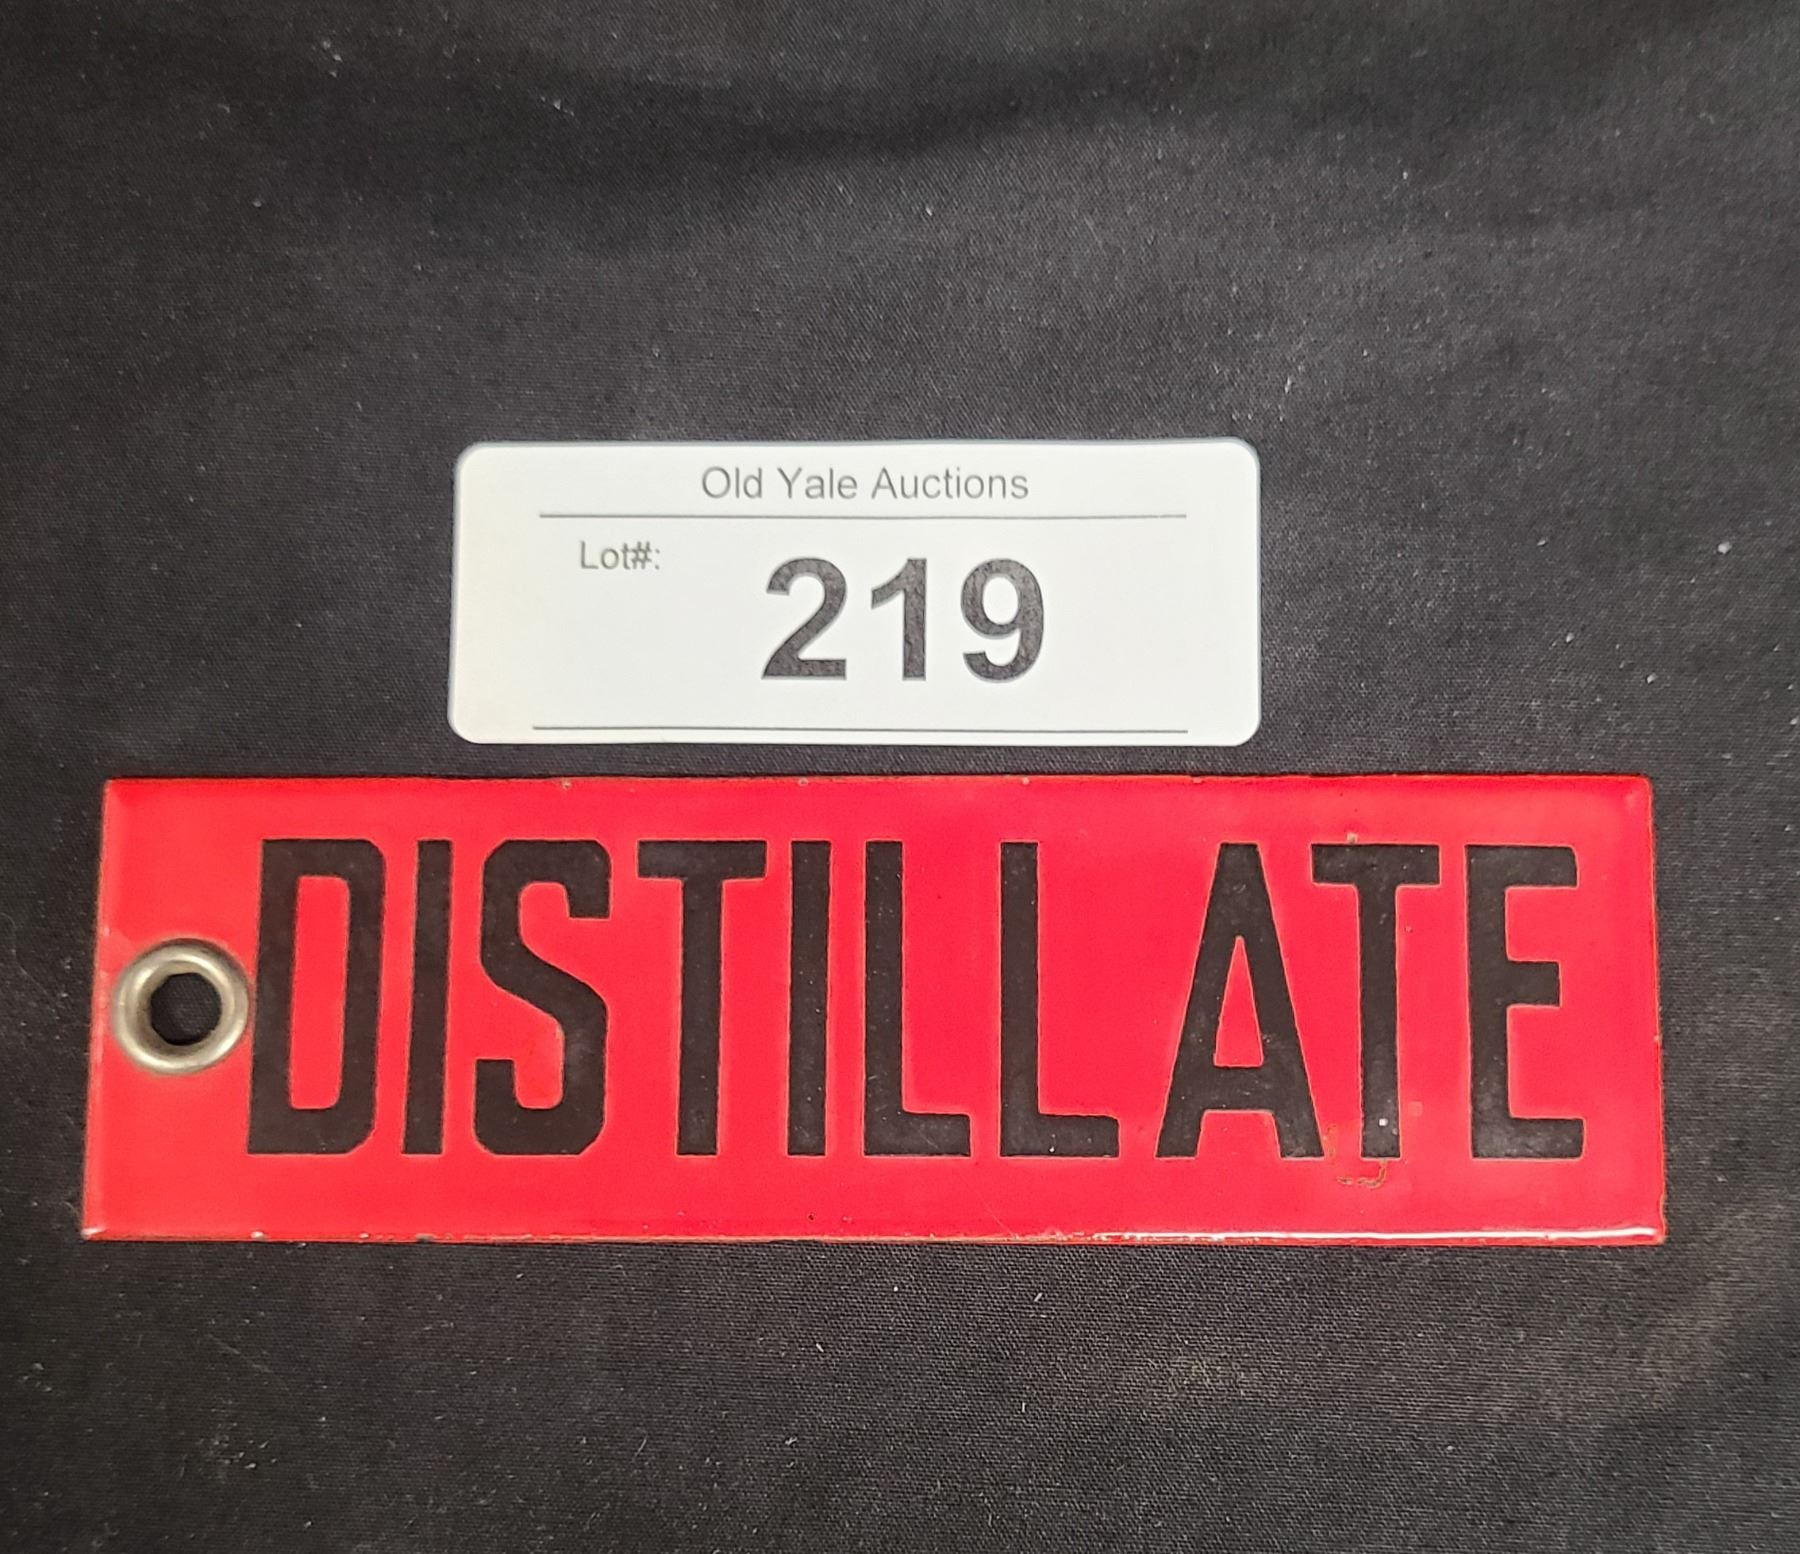 Old Yale Auctions
Lot#:
219
DISTILLATE